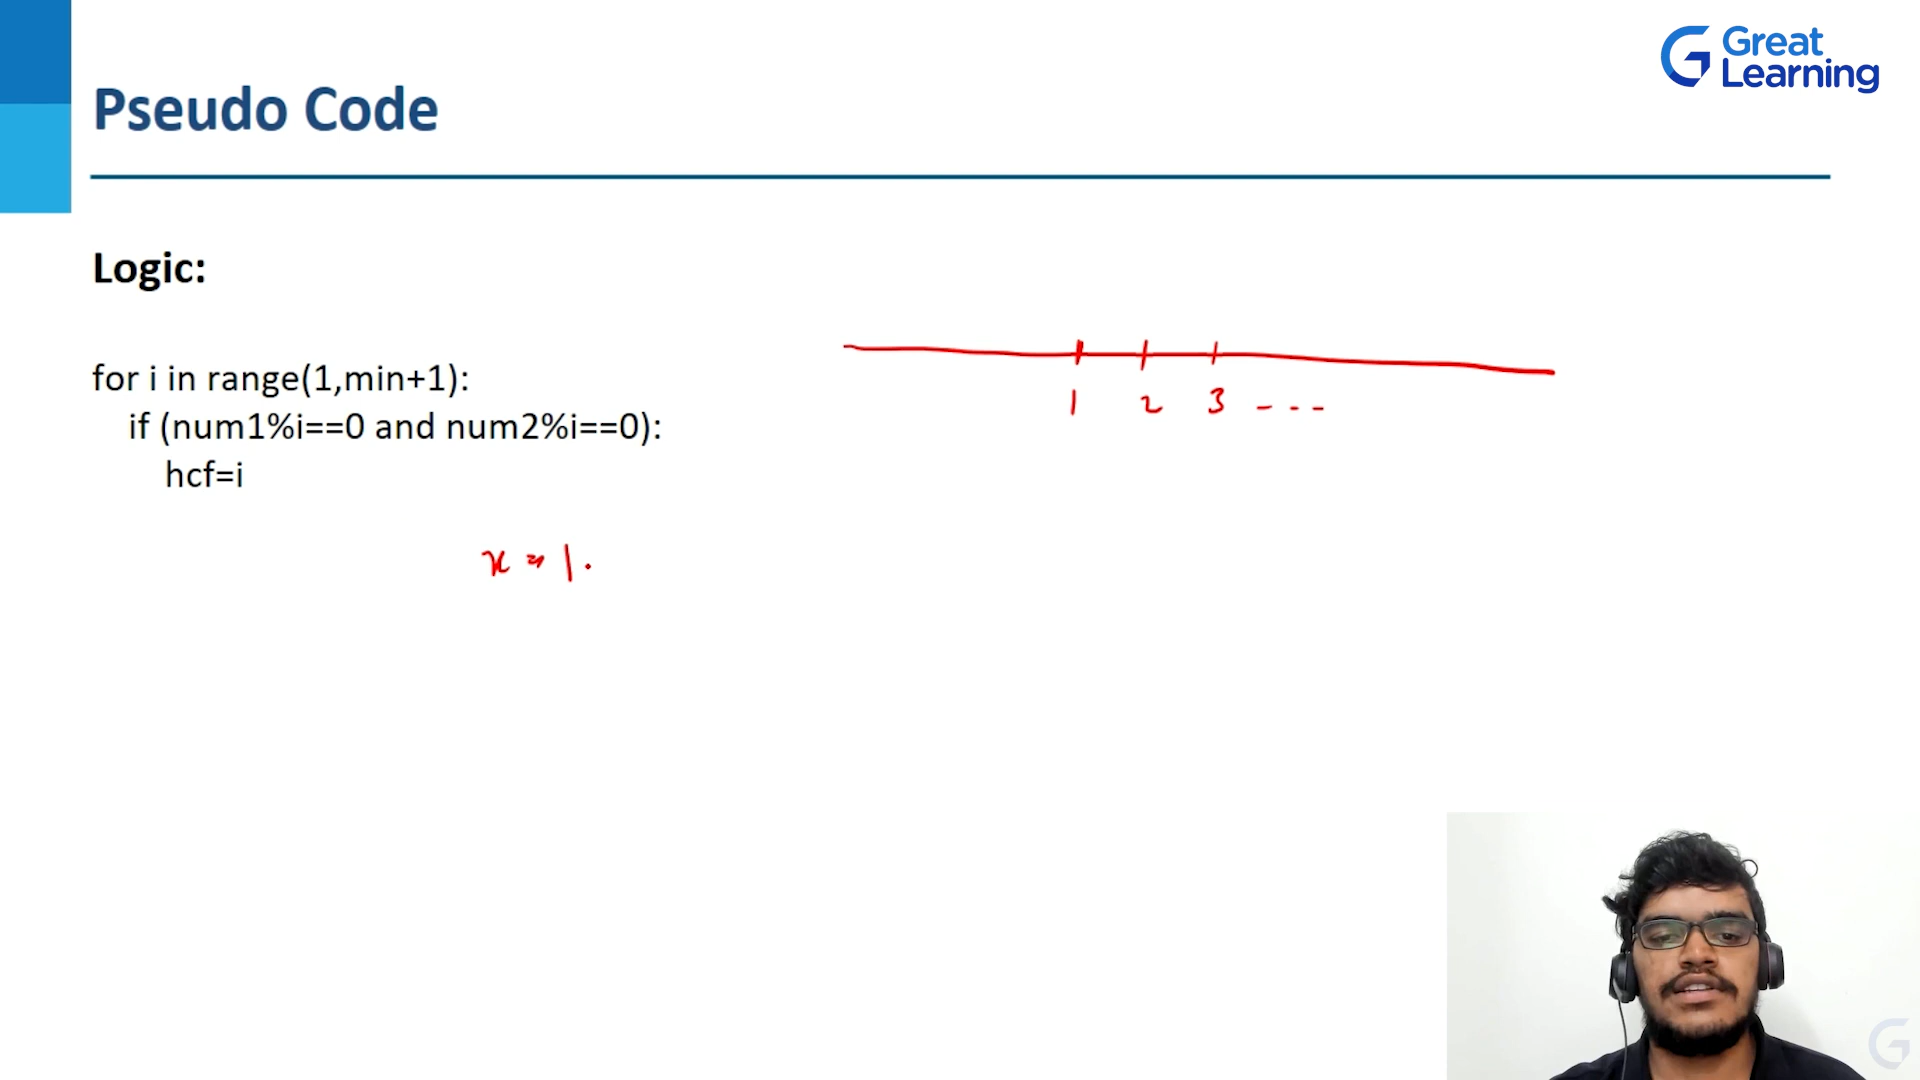 Great
Learning
Pseudo Code
Logic:
for i in range(1,min+1):
if (num1%i==0 and num2%i==0):
hcf=i
1 2 3 - - -
x = 1.